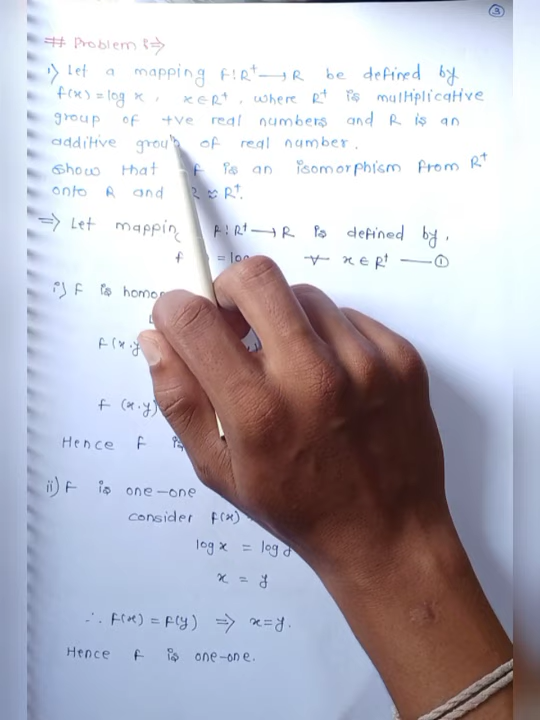 ③
# Problem :⇒
1) Let a mapping f:R⁺⟶R be defined by
f(x)=log x, x∈R⁺, where R⁺ is multiplicative
group of +ve real numbers and R is an
additive group of real number.
show that f is an isomorphism from R⁺
onto R and R ≈ R⁺.
⇒ Let mapping f:R⁺⟶R is defined by,
f = log ∀ x∈R⁺ —①
i) f is
f(x.y
f (x.y)
Hence f is
ii) f is one-one
consider f(x)
log x = log y
x = y
∴ f(x) = f(y) ⇒ x=y.
Hence f is one-one.